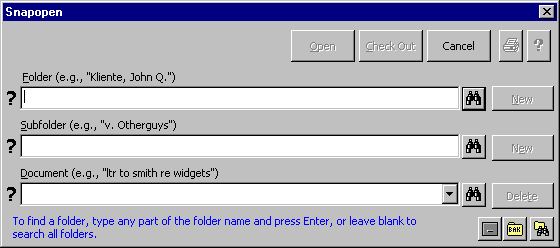 Snapopen
Open Check Out Cancel ?
Folder (e.g., "Kliente, John Q.")
? New
Subfolder (e.g., "v. Otherguys")
? New
Document (e.g., "ltr to smith re widgets")
? Delete
To find a folder, type any part of the folder name and press Enter, or leave blank to
search all folders.
BAK